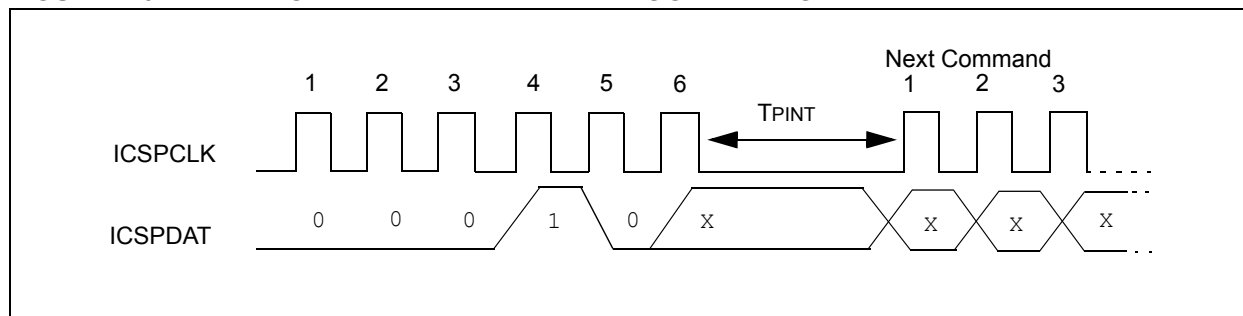 Next Command
1 2 3 4 5 6 1 2 3
TPINT
ICSPCLK
0 0 0 1 0 X X X X
ICSPDAT